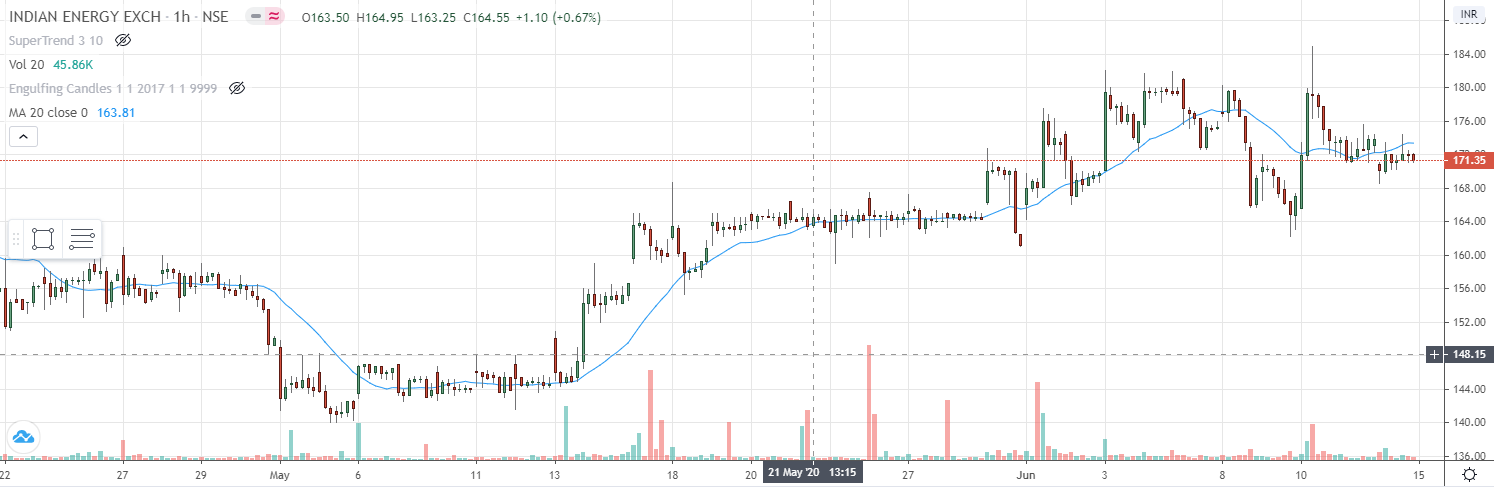 INDIAN ENERGY EXCH · 1h · NSE O163.50 H164.95 L163.25 C164.55 +1.10 (+0.67%)
INR
SuperTrend 3 10
184.00
Vol 20 45.86K
Engulfing Candles 1 1 2017 1 1 9999
180.00
MA 20 close 0 163.81
176.00
171.35
168.00
164.00
160.00
156.00
152.00
148.15
144.00
140.00
136.00
22 27 29 May 6 11 13 18 20 21 May '20 13:15 27 Jun 3 8 10 15